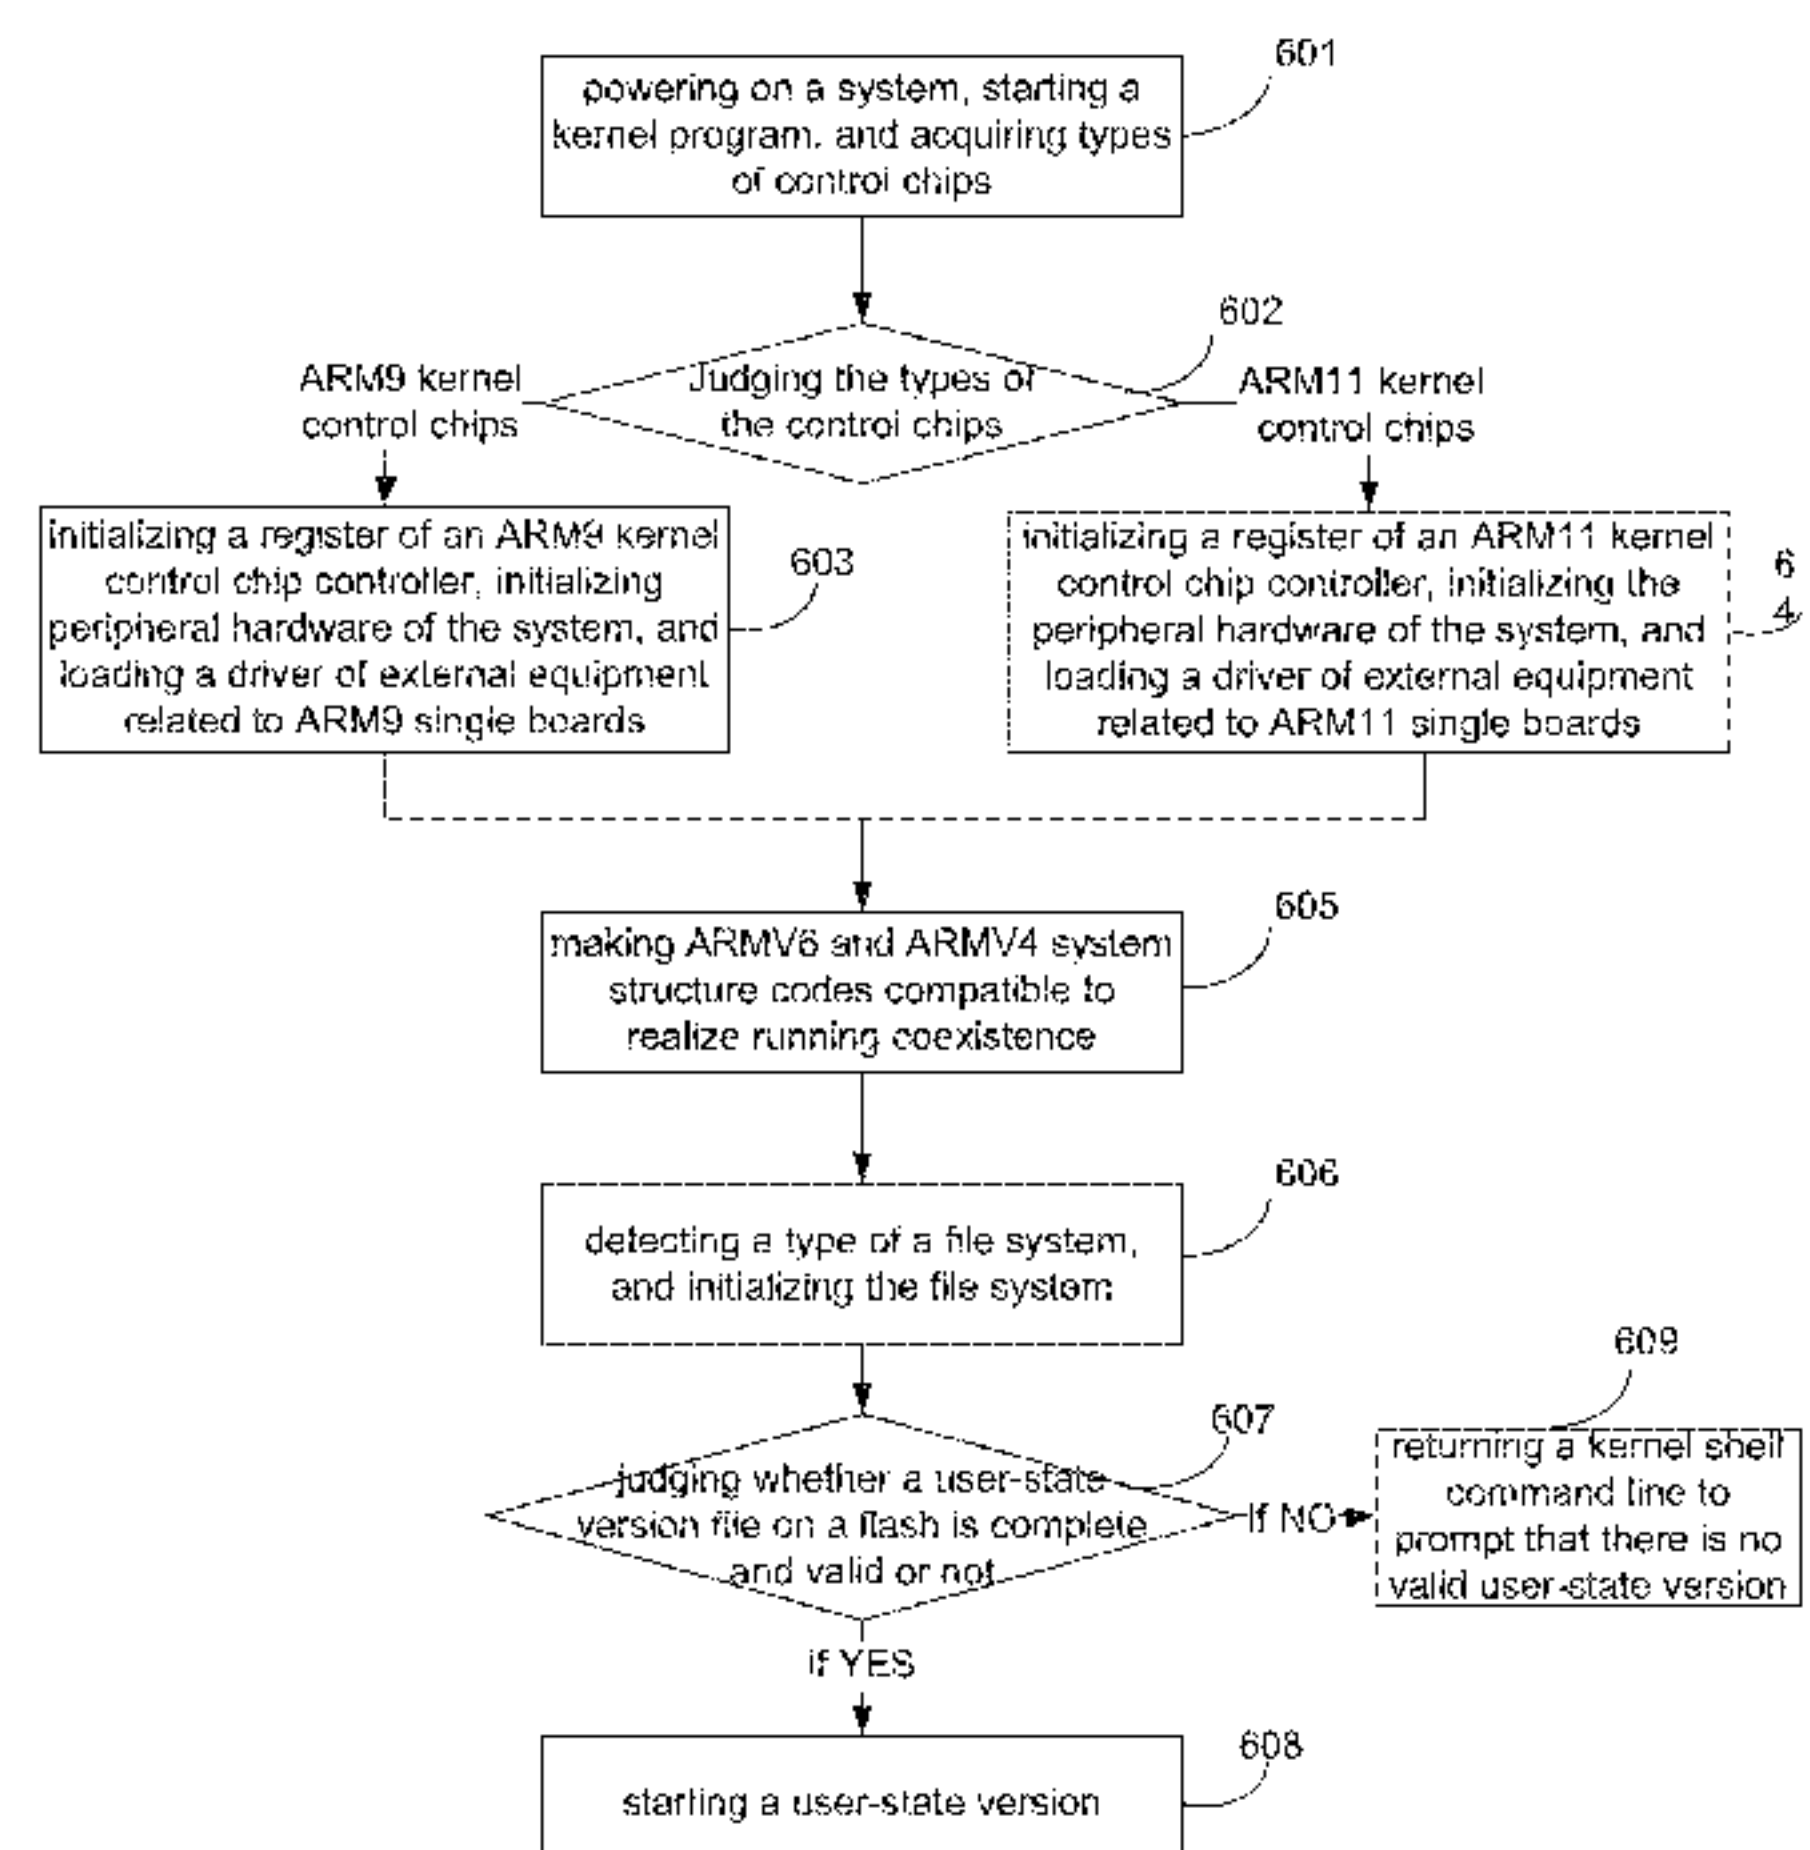 601
powering on a system, starting a
kernel program, and acquiring types
of control chips
602
Judging the types of
the control chips
ARM9 kernel
control chips
ARM11 kernel
control chips
initializing a register of an ARM9 kernel
control chip controller, initializing
peripheral hardware of the system, and
loading a driver of external equipment
related to ARM9 single boards
603
initializing a register of an ARM11 kernel
control chip controller, initializing the
peripheral hardware of the system, and
loading a driver of external equipment
related to ARM11 single boards
6
4
605
making ARMV6 and ARMV4 system
structure codes compatible to
realize running coexistence
606
detecting a type of a file system,
and initializing the file system
607
judging whether a user-state
version file on a flash is complete
and valid or not
If NO
609
returning a kernel shell
command line to
prompt that there is no
valid user-state version
if YES
608
starting a user-state version